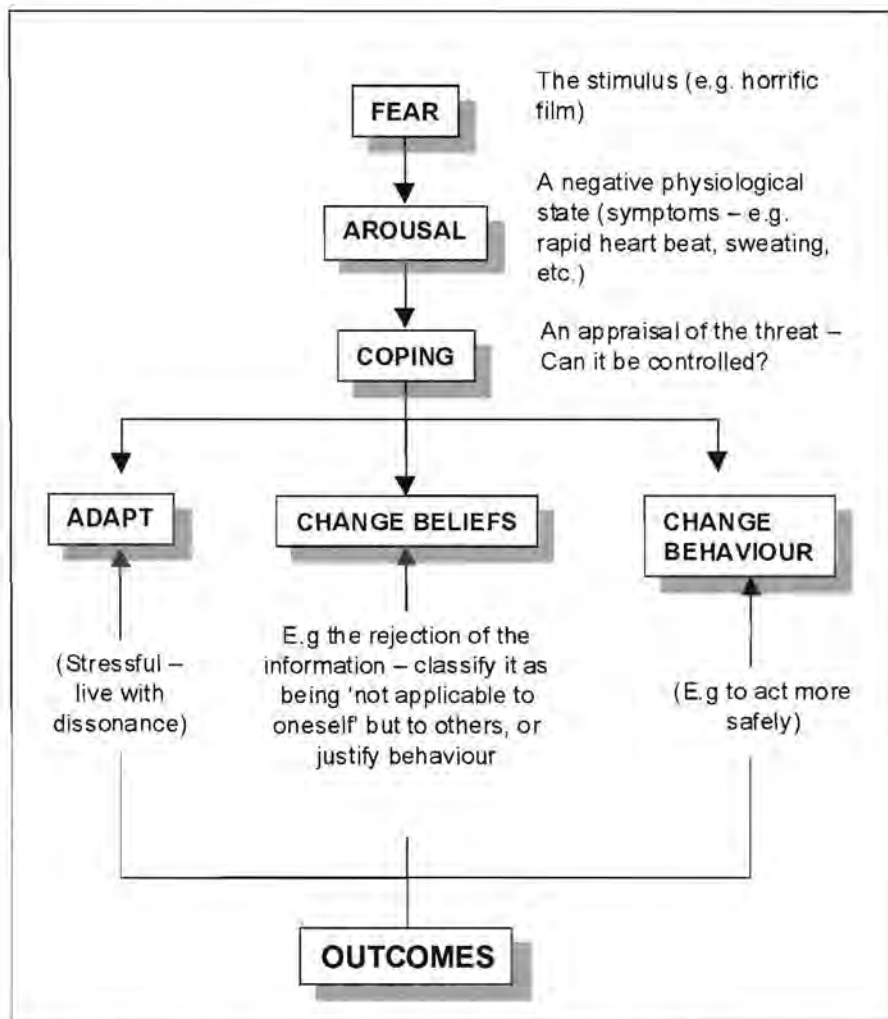 FEAR
The stimulus (e.g. horrific
film)
AROUSAL
A negative physiological
state (symptoms – e.g.
rapid heart beat, sweating,
etc.)
COPING
An appraisal of the threat –
Can it be controlled?
ADAPT
CHANGE BELIEFS
CHANGE
BEHAVIOUR
(Stressful –
live with
dissonance)
E.g the rejection of the
information – classify it as
being 'not applicable to
oneself' but to others, or
justify behaviour
(E.g to act more
safely)
OUTCOMES